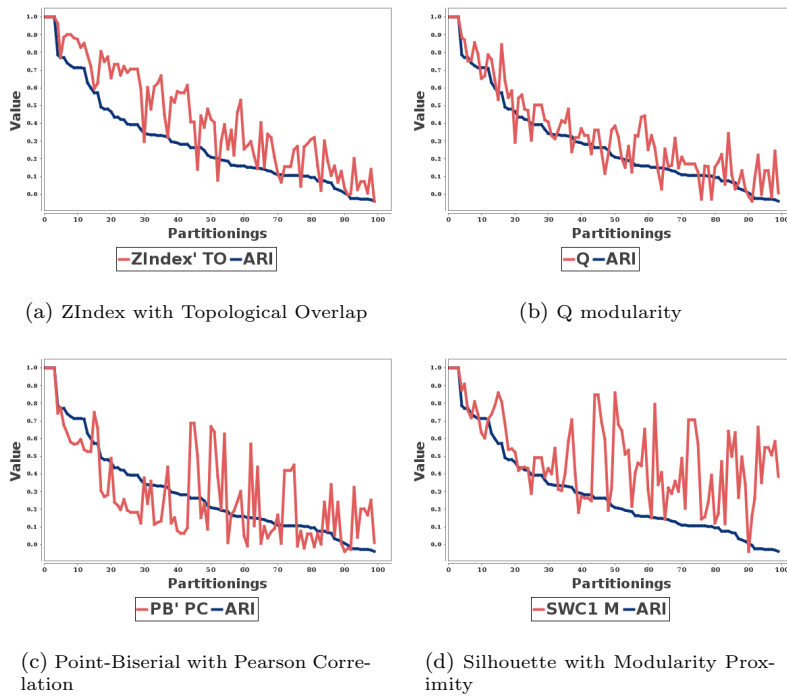 1.0
0.9
0.8
0.7
0.6
0.5
0.4
0.3
0.2
0.1
0.0
Value
0 10 20 30 40 50 60 70 80 90 100
Partitionings
ZIndex' TO ARI
(a) ZIndex with Topological Overlap
1.0
0.9
0.8
0.7
0.6
0.5
0.4
0.3
0.2
0.1
0.0
Value
0 10 20 30 40 50 60 70 80 90 100
Partitionings
Q ARI
(b) Q modularity
1.0
0.9
0.8
0.7
0.6
0.5
0.4
0.3
0.2
0.1
0.0
Value
0 10 20 30 40 50 60 70 80 90 100
Partitionings
PB' PC ARI
(c) Point-Biserial with Pearson Corre-
lation
1.0
0.9
0.8
0.7
0.6
0.5
0.4
0.3
0.2
0.1
0.0
Value
0 10 20 30 40 50 60 70 80 90 100
Partitionings
SWC1 M ARI
(d) Silhouette with Modularity Prox-
imity